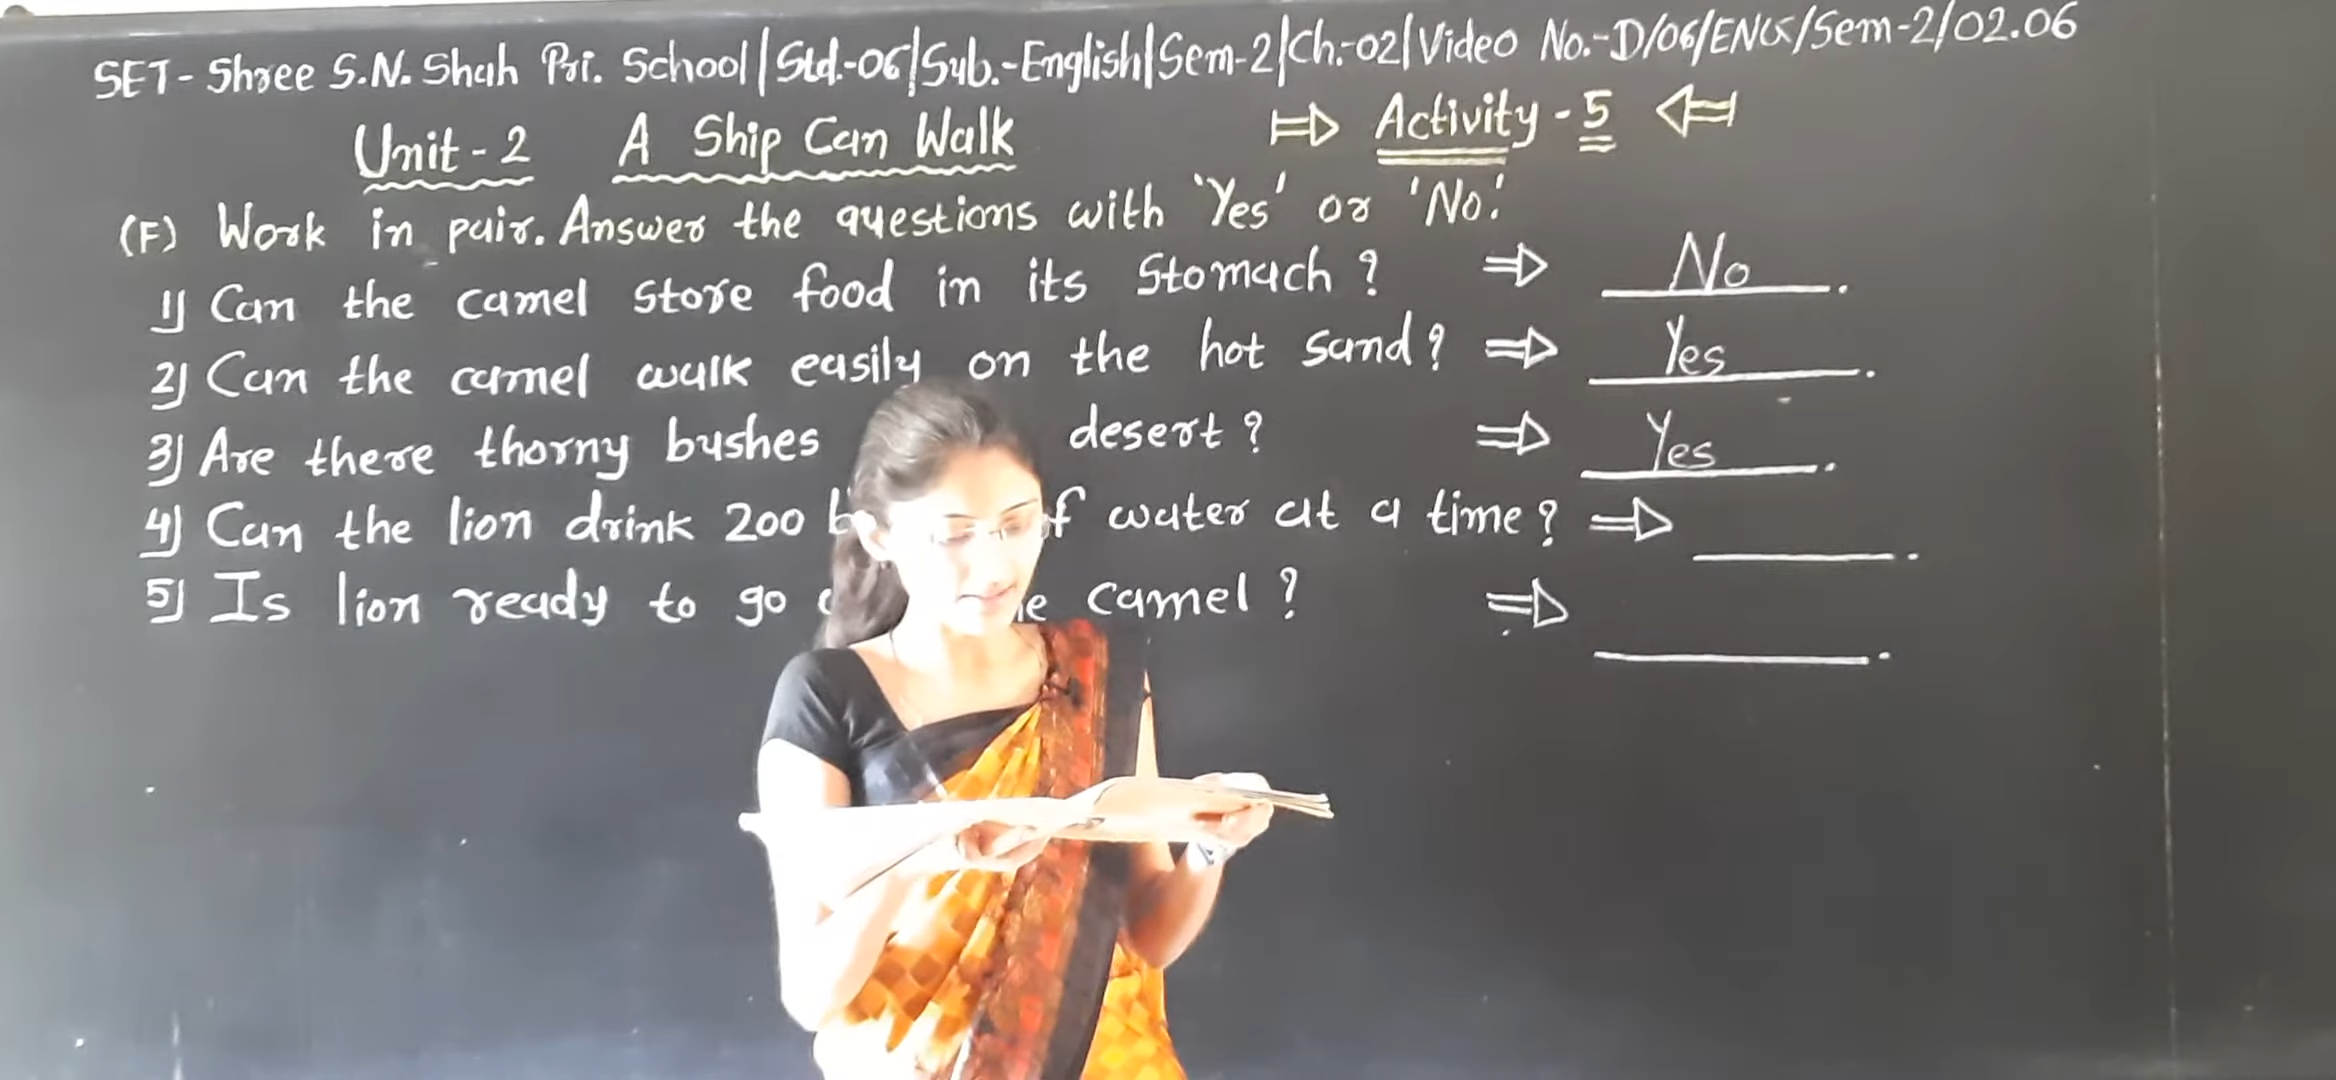 SET - Shree S.N. Shah Pri. School | Std.-06 | Sub.-English | Sem-2 | Ch.-02 | Video No.-D/06/ENG/Sem-2/02.06
Unit - 2 A Ship Can Walk ⇒ Activity - 5 ⇐
(F) Work in pair. Answer the questions with 'Yes' or 'No'.
1) Can the camel store food in its Stomach ? ⇒ No.
2) Can the camel walk easily on the hot sand ? ⇒ Yes.
3) Are there thorny bushes desert ? ⇒ Yes.
4) Can the lion drink 200 water at a time ? ⇒ ____.
5) Is lion ready to go camel ? ⇒ ____.